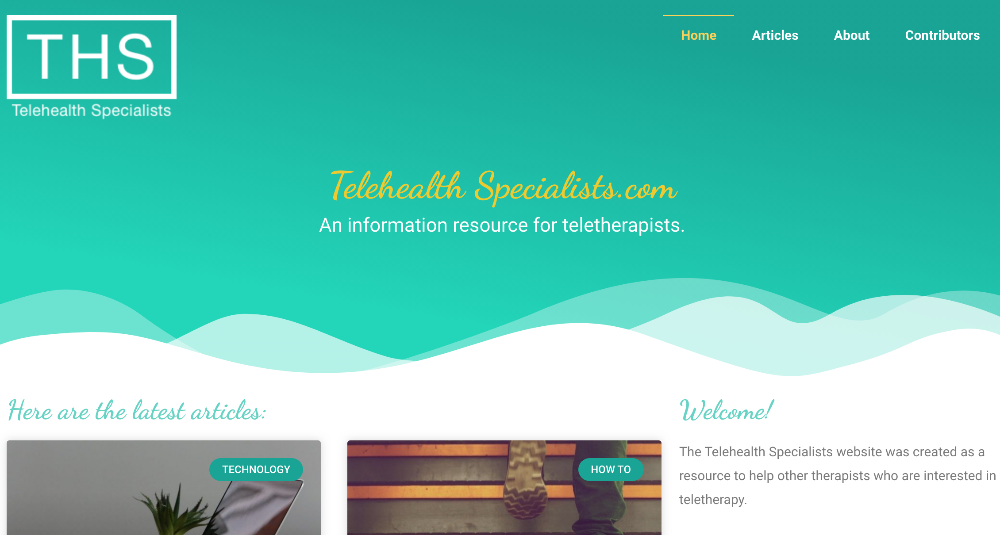 THS
Telehealth Specialists
Home Articles About Contributors
Telehealth Specialists.com
An information resource for teletherapists.
Here are the latest articles:
TECHNOLOGY
HOW TO
Welcome!
The Telehealth Specialists website was created as a
resource to help other therapists who are interested in
teletherapy.